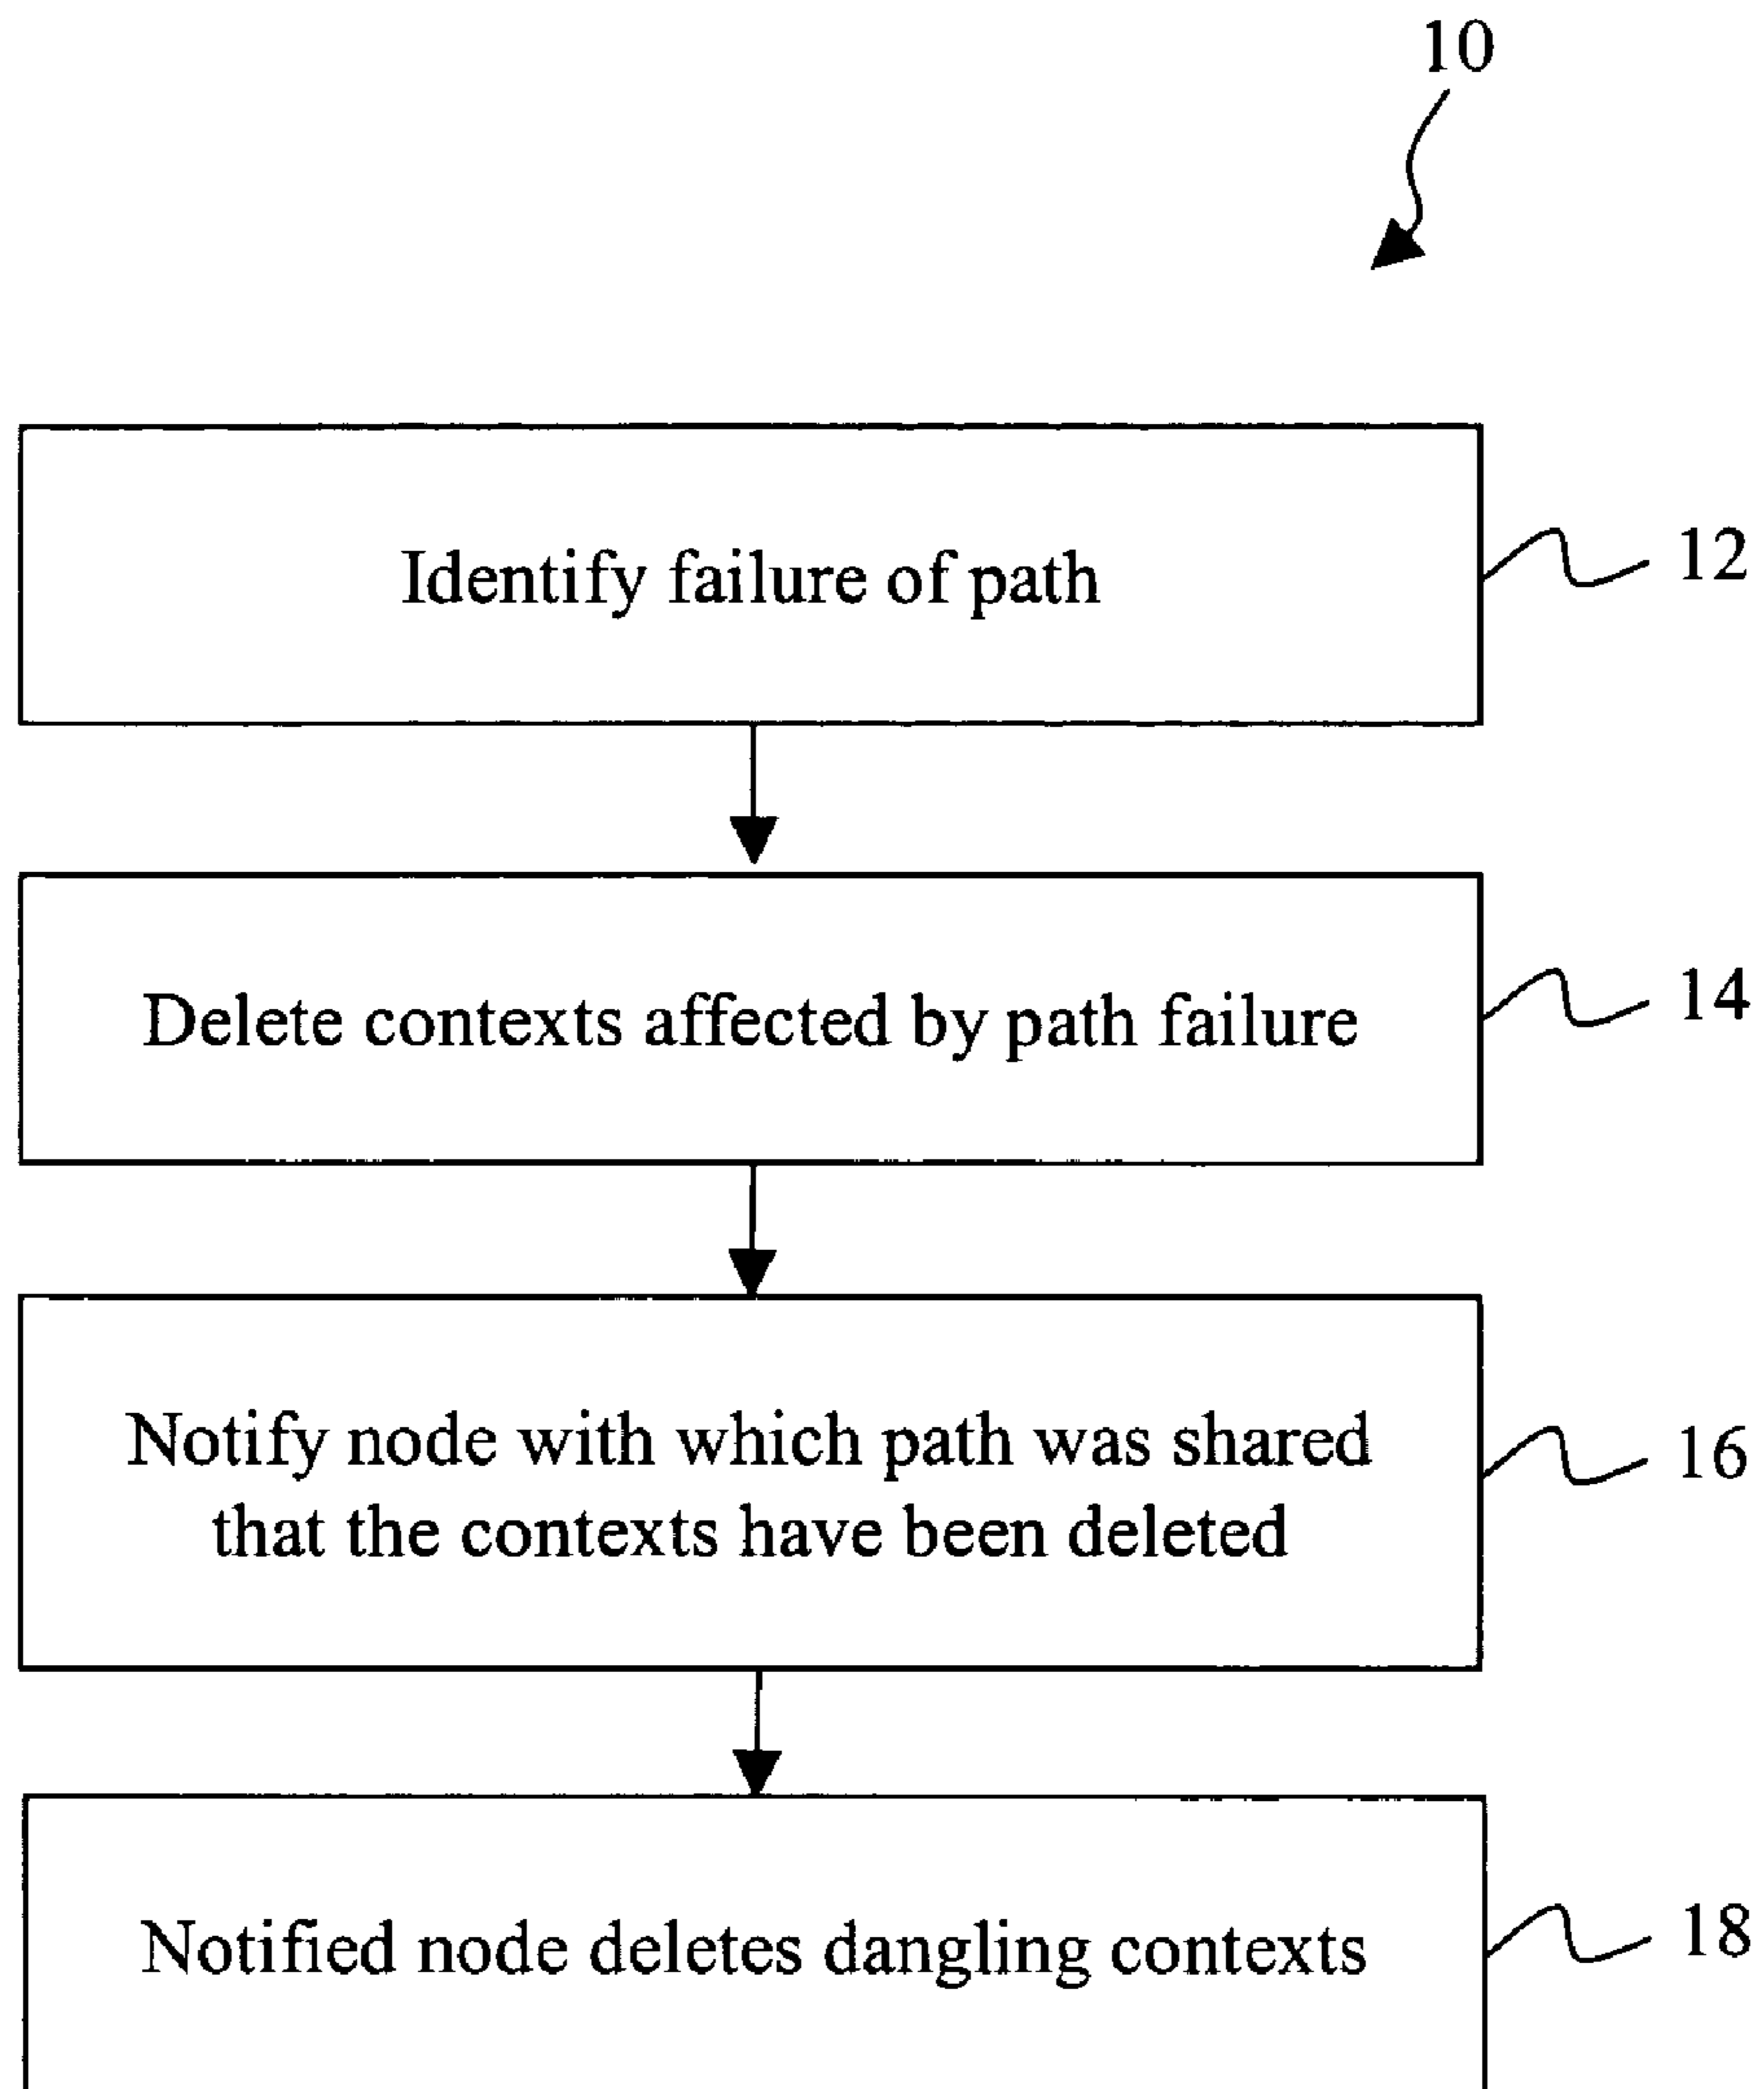 10
Identify failure of path
12
Delete contexts affected by path failure
14
Notify node with which path was shared
that the contexts have been deleted
16
Notified node deletes dangling contexts
18